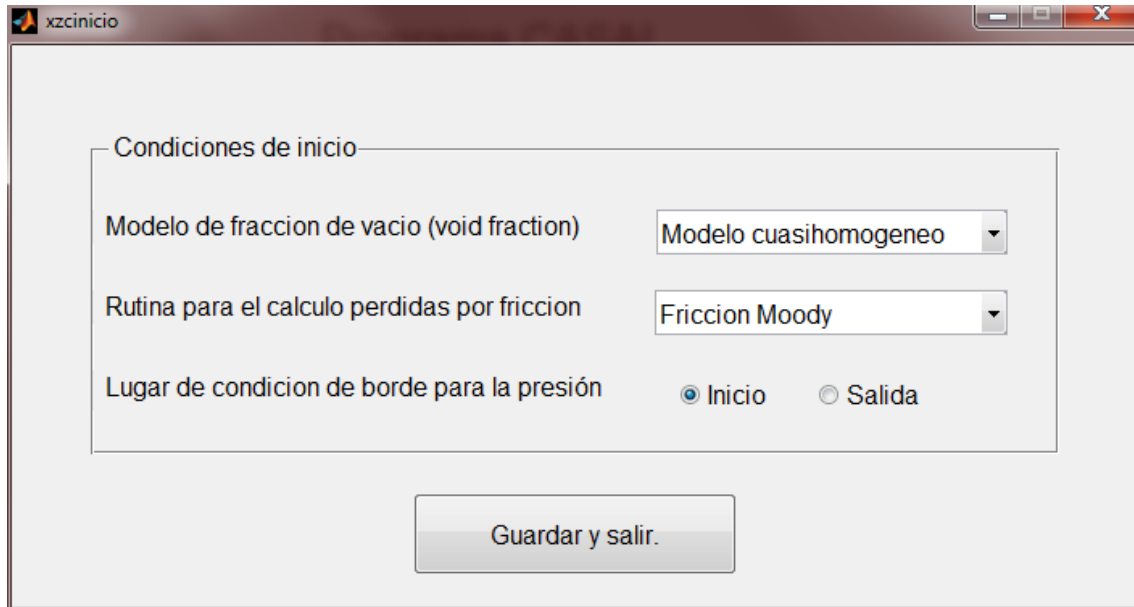 xzcinicio
Condiciones de inicio
Modelo de fraccion de vacio (void fraction)
Modelo cuasihomogeneo
Rutina para el calculo perdidas por friccion
Friccion Moody
Lugar de condicion de borde para la presión
Inicio
Salida
Guardar y salir.